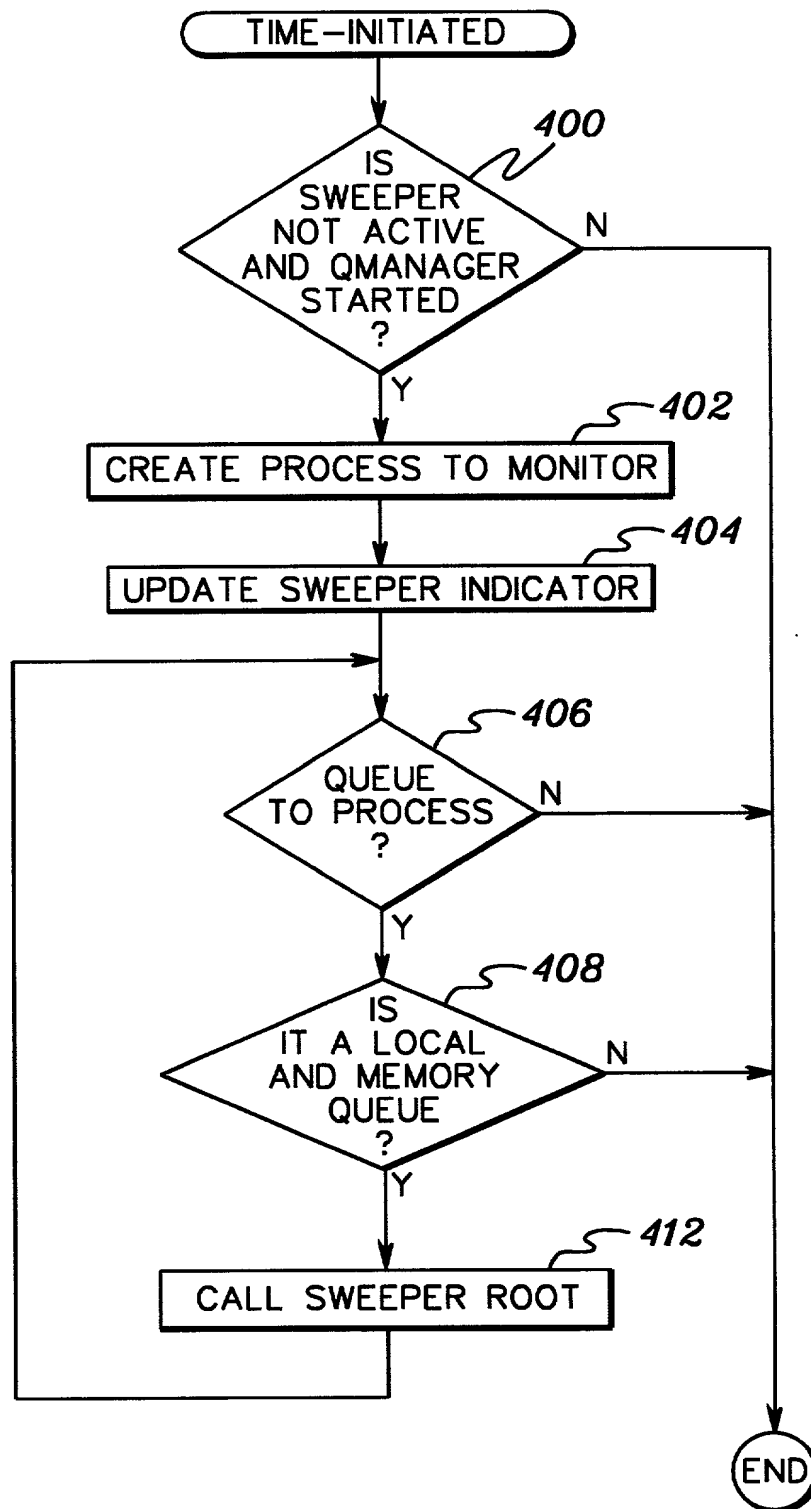 TIME-INITIATED
400
IS
SWEEPER
NOT ACTIVE
AND QMANAGER
STARTED
?
N
Y
402
CREATE PROCESS TO MONITOR
404
UPDATE SWEEPER INDICATOR
406
QUEUE
TO PROCESS
?
N
Y
408
IS
IT A LOCAL
AND MEMORY
QUEUE
?
N
Y
412
CALL SWEEPER ROOT
END